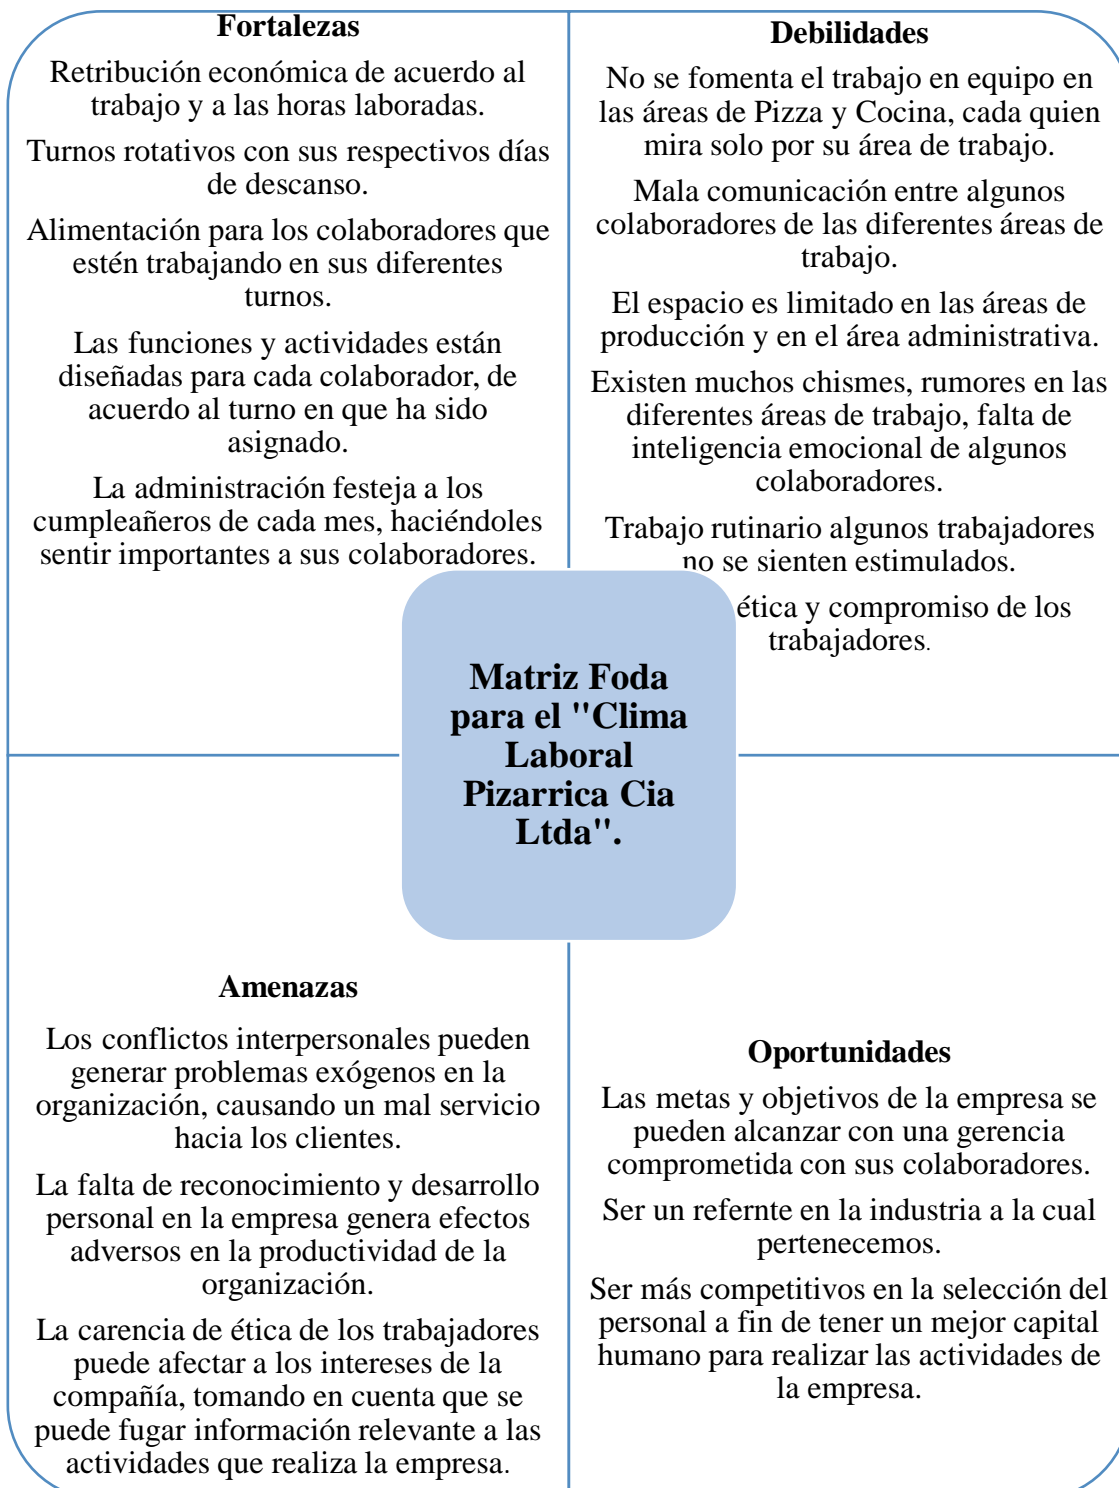 Fortalezas
Retribución económica de acuerdo al
trabajo y a las horas laboradas.
Turnos rotativos con sus respectivos días
de descanso.
Alimentación para los colaboradores que
estén trabajando en sus diferentes
turnos.
Las funciones y actividades están
diseñadas para cada colaborador, de
acuerdo al turno en que ha sido
asignado.
La administración festeja a los
cumpleañeros de cada mes, haciéndoles
sentir importantes a sus colaboradores.
Debilidades
No se fomenta el trabajo en equipo en
las áreas de Pizza y Cocina, cada quien
mira solo por su área de trabajo.
Mala comunicación entre algunos
colaboradores de las diferentes áreas de
trabajo.
El espacio es limitado en las áreas de
producción y en el área administrativa.
Existen muchos chismes, rumores en las
diferentes áreas de trabajo, falta de
inteligencia emocional de algunos
colaboradores.
Trabajo rutinario algunos trabajadores
no se sienten estimulados.
ética y compromiso de los
trabajadores.
Matriz Foda
para el "Clima
Laboral
Pizarrica Cia
Ltda".
Amenazas
Los conflictos interpersonales pueden
generar problemas exógenos en la
organización, causando un mal servicio
hacia los clientes.
La falta de reconocimiento y desarrollo
personal en la empresa genera efectos
adversos en la productividad de la
organización.
La carencia de ética de los trabajadores
puede afectar a los intereses de la
compañía, tomando en cuenta que se
puede fugar información relevante a las
actividades que realiza la empresa.
Oportunidades
Las metas y objetivos de la empresa se
pueden alcanzar con una gerencia
comprometida con sus colaboradores.
Ser un refernte en la industria a la cual
pertenecemos.
Ser más competitivos en la selección del
personal a fin de tener un mejor capital
humano para realizar las actividades de
la empresa.